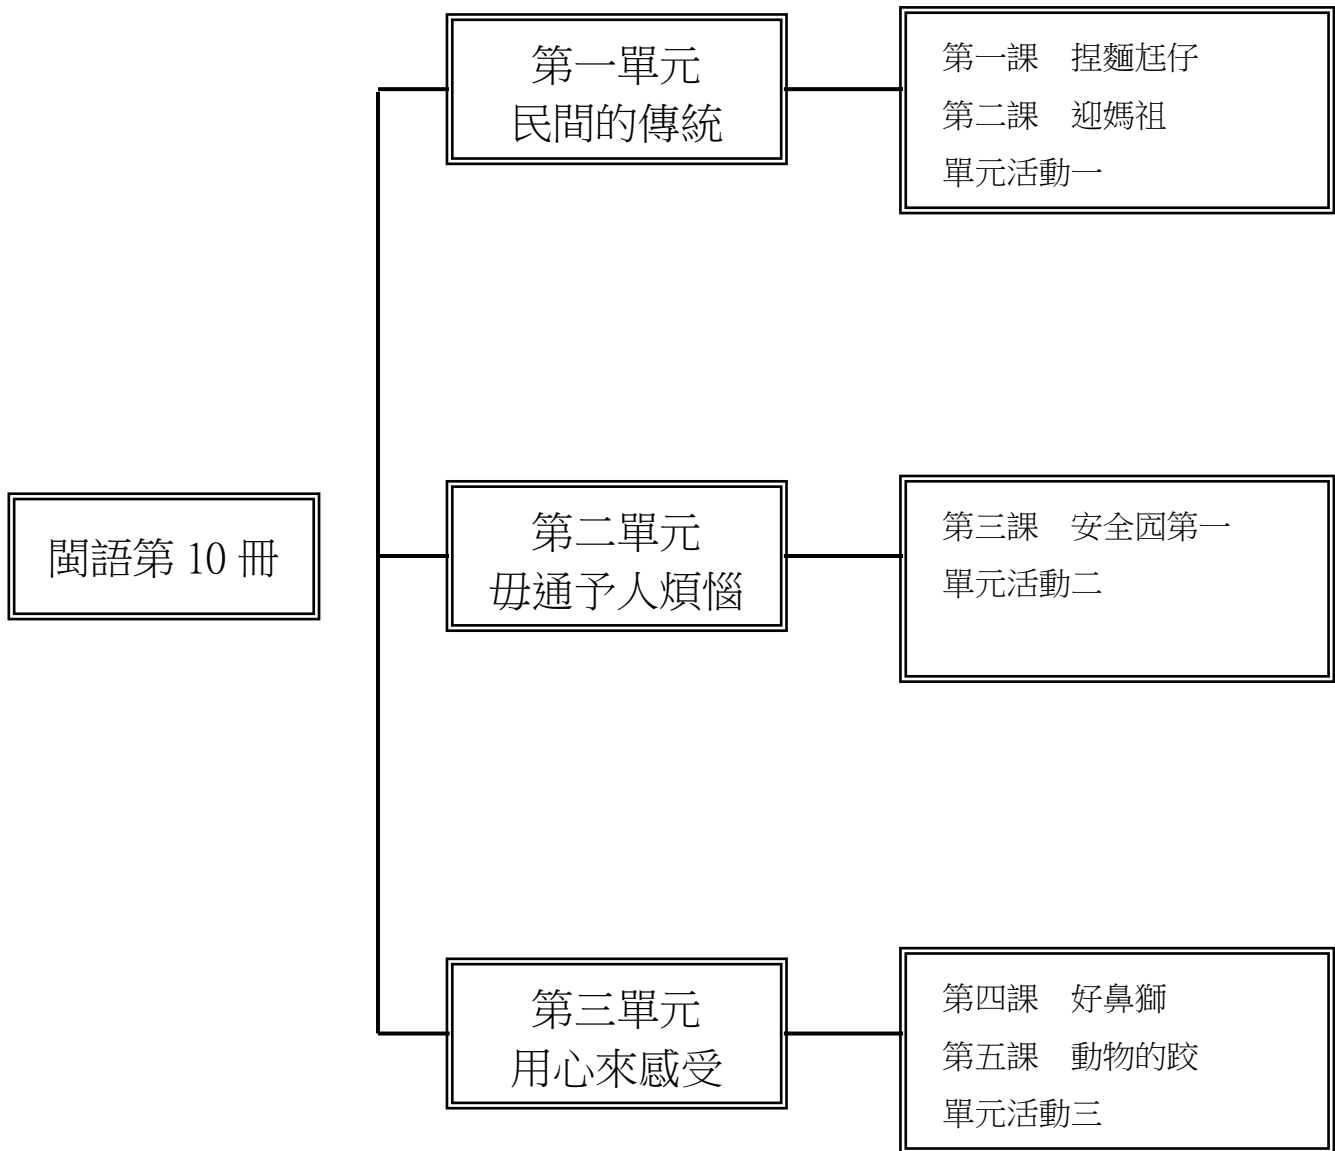 第一單元
民間的傳統
第一課　捏麵尪仔
第二課　迎媽祖
單元活動一
閩語第 10 冊
第二單元
毋通予人煩惱
第三課　安全囥第一
單元活動二
第三單元
用心來感受
第四課　好鼻獅
第五課　動物的跤
單元活動三